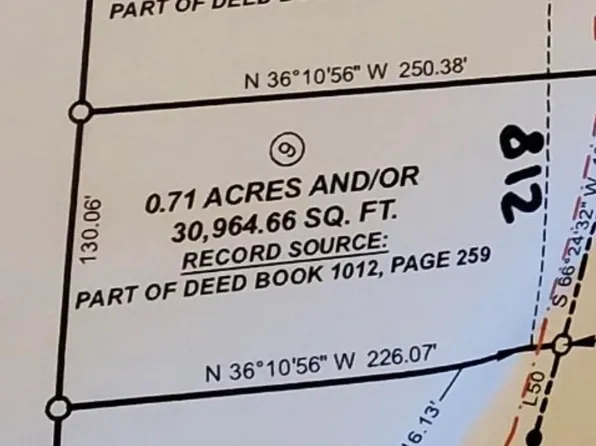 PART OF DEED
N 36°10'56" W 250.38'
9
0.71 ACRES AND/OR
30,964.66 SQ. FT.
RECORD SOURCE:
PART OF DEED BOOK 1012, PAGE 259
130.06'
812
S 66°24'32" W
N 36°10'56" W 226.07'
L50
6.13'